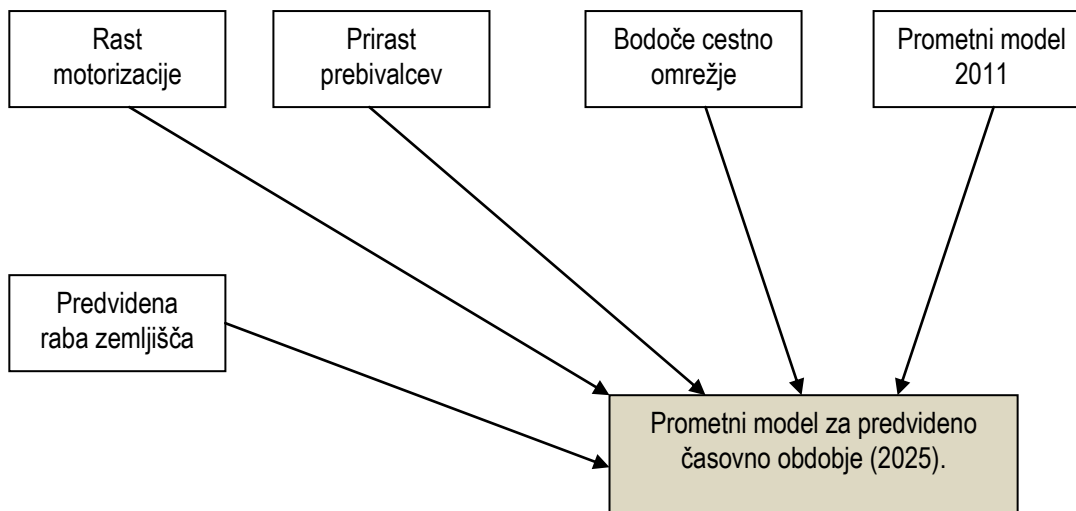 Rast
motorizacije
Prirast
prebivalcev
Bodoče cestno
omrežje
Prometni model
2011
Predvidena
raba zemljišča
Prometni model za predvideno
časovno obdobje (2025).